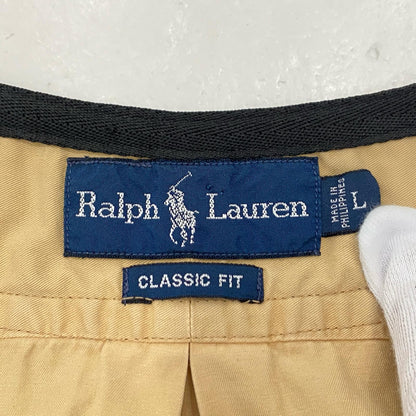 Ralph Lauren
MADE IN
PHILIPPINES
L
CLASSIC FIT